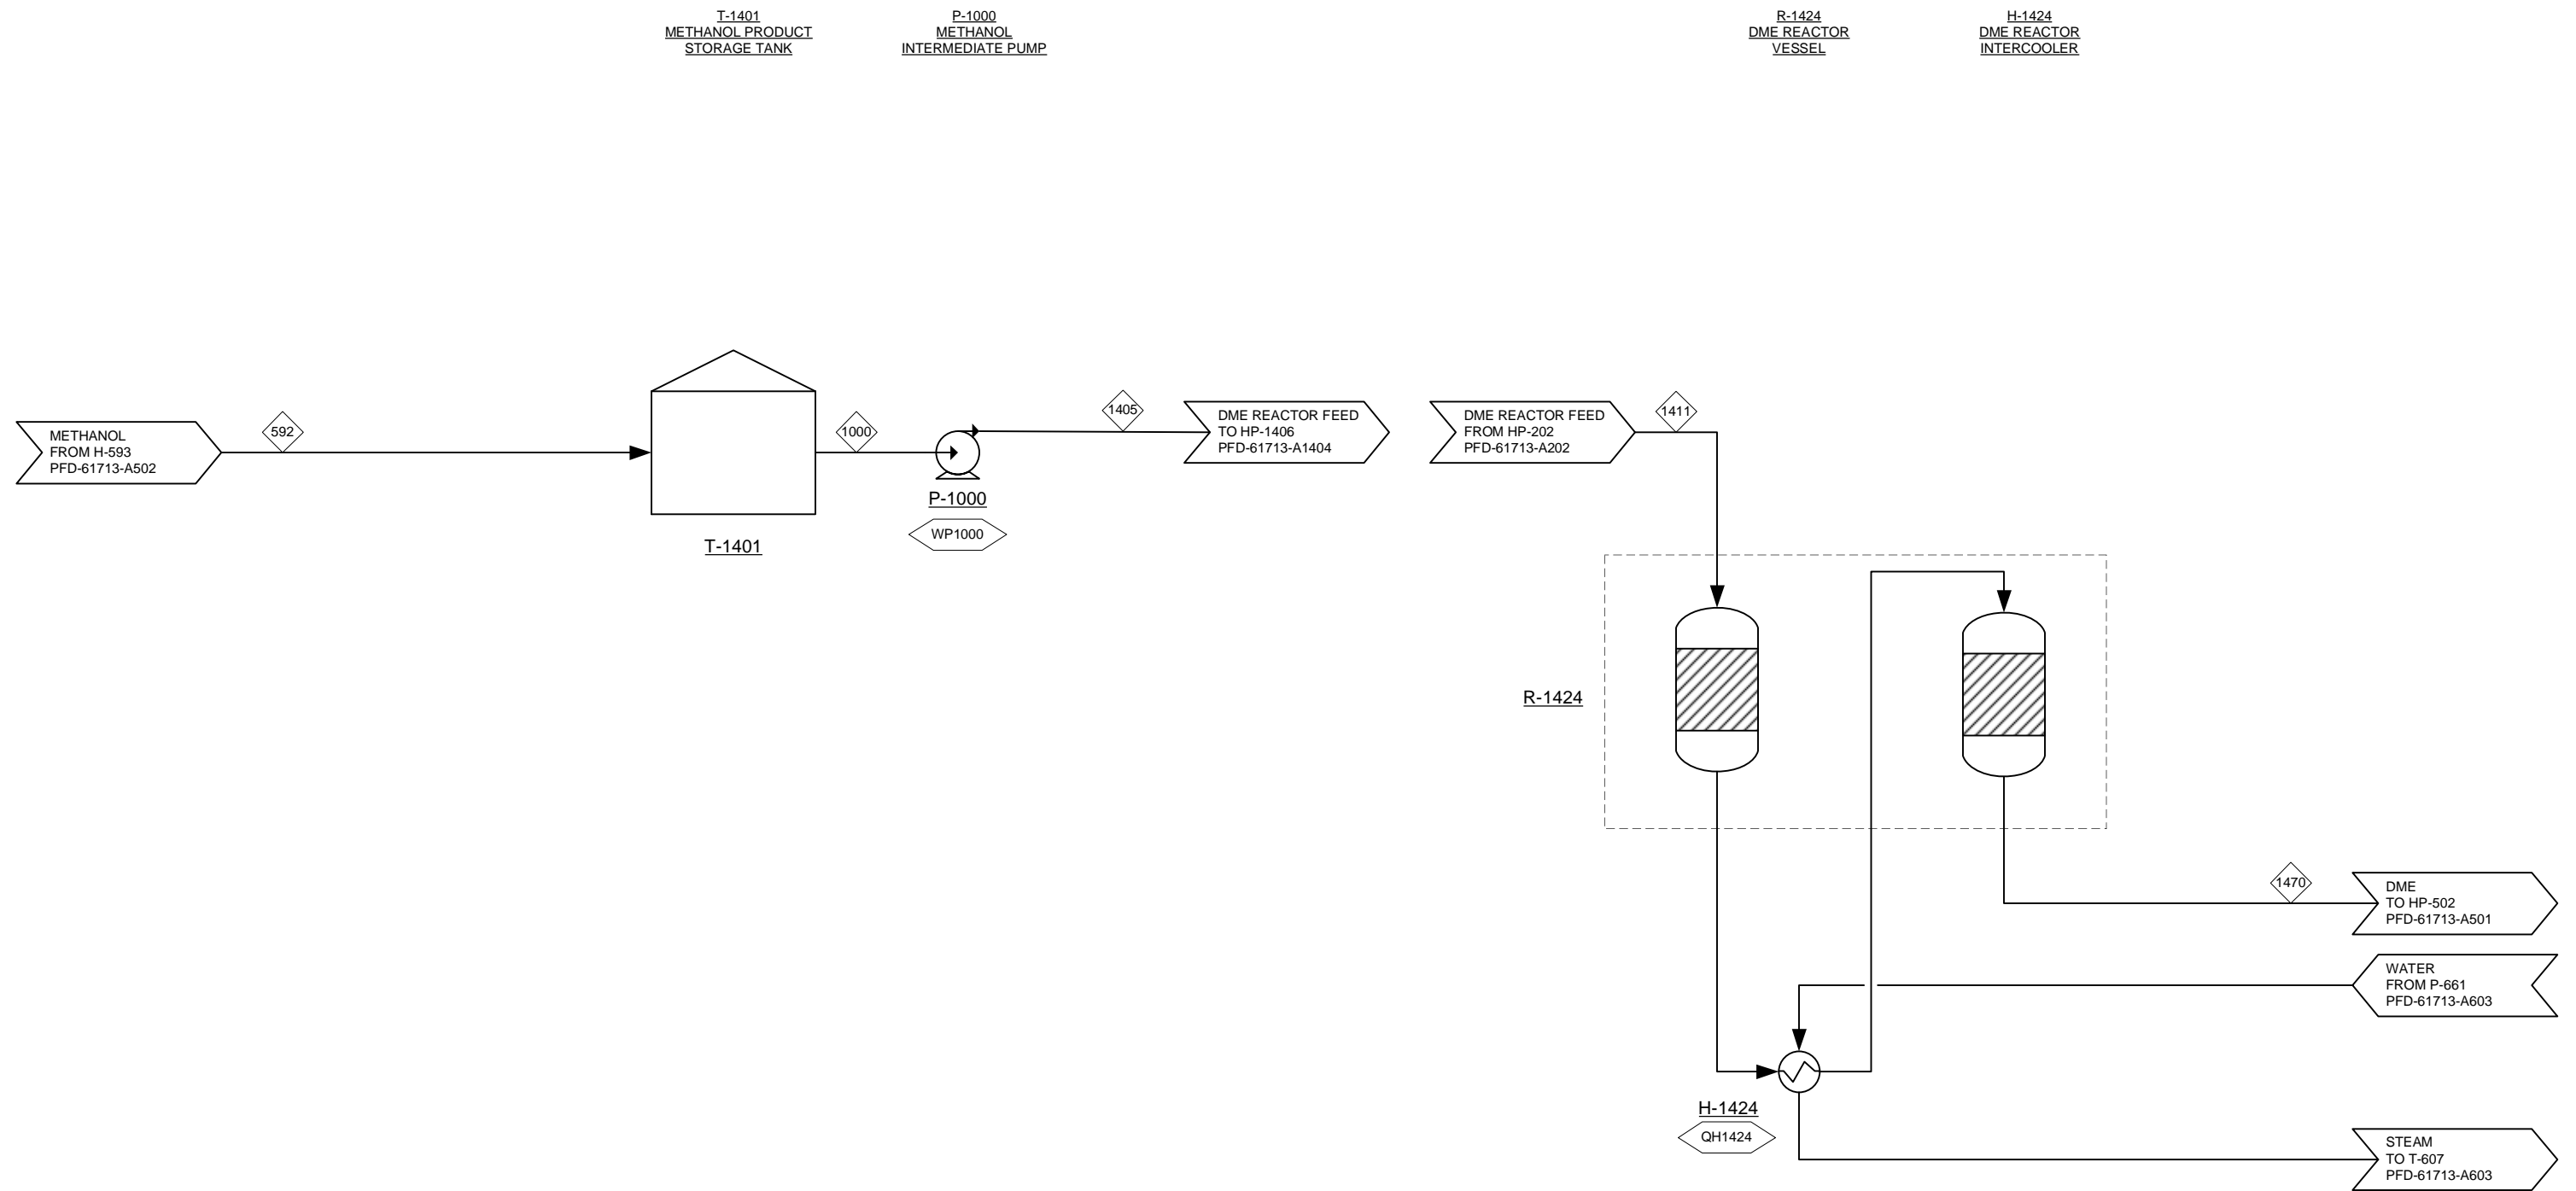 T-1401
METHANOL PRODUCT
STORAGE TANK
P-1000
METHANOL
INTERMEDIATE PUMP
R-1424
DME REACTOR
VESSEL
H-1424
DME REACTOR
INTERCOOLER
METHANOL
FROM H-593
PFD-61713-A502
592
T-1401
1000
P-1000
WP1000
1405
DME REACTOR FEED
TO HP-1406
PFD-61713-A1404
DME REACTOR FEED
FROM HP-202
PFD-61713-A202
1411
R-1424
1470
DME
TO HP-502
PFD-61713-A501
WATER
FROM P-661
PFD-61713-A603
H-1424
QH1424
STEAM
TO T-607
PFD-61713-A603